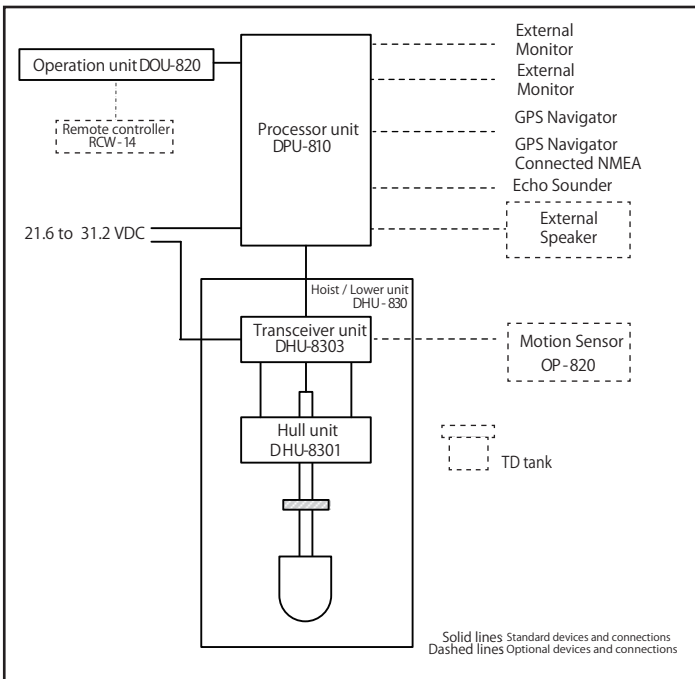 External
Monitor
External
Monitor
Operation unit DOU-820
Processor unit
DPU-810
GPS Navigator
Remote controller
RCW-14
GPS Navigator
Connected NMEA
Echo Sounder
External
Speaker
21.6 to 31.2 VDC
Hoist / Lower unit
DHU-830
Transceiver unit
DHU-8303
Motion Sensor
OP-820
Hull unit
DHU-8301
TD tank
Solid lines Standard devices and connections
Dashed lines Optional devices and connections